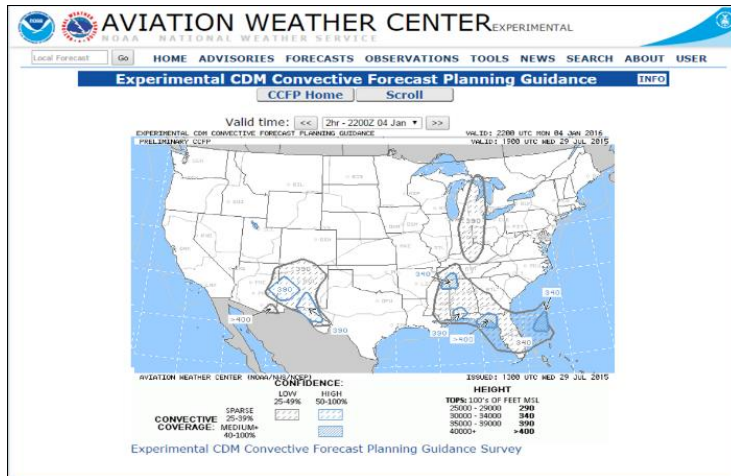 NOAA
AVIATION WEATHER CENTER EXPERIMENTAL
NOAA NATIONAL WEATHER SERVICE
Local Forecast Go HOME ADVISORIES FORECASTS OBSERVATIONS TOOLS NEWS SEARCH ABOUT USER
Experimental CDM Convective Forecast Planning Guidance INFO
CCFP Home Scroll
Valid time: << 2hr - 2200Z 04 Jan >>
EXPERIMENTAL CDM CONVECTIVE FORECAST PLANNING GUIDANCE VALID: 2200 UTC MON 04 JAN 2016
PRELIMINARY CCFP VALID: 1900 UTC WED 29 JUL 2015
390
390 340
390
>400 340
390 390 >400 340
AVIATION WEATHER CENTER (NOAA/NWS/NCEP) ISSUED: 1300 UTC WED 29 JUL 2015
CONFIDENCE: HEIGHT
LOW HIGH TOPS: 100's OF FEET MSL
25-49% 50-100% 25000 - 29000 290
SPARSE 30000 - 34000 340
25-39% 35000 - 39000 390
CONVECTIVE MEDIUM+ 40000+ >400
COVERAGE: 40-100%
Experimental CDM Convective Forecast Planning Guidance Survey